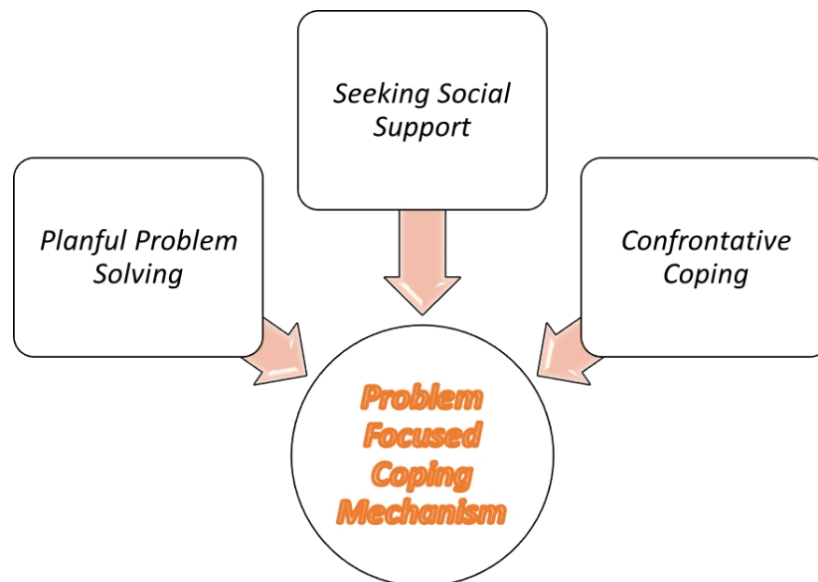 Seeking Social
Support
Planful Problem
Solving
Confrontative
Coping
Problem
Focused
Coping
Mechanism